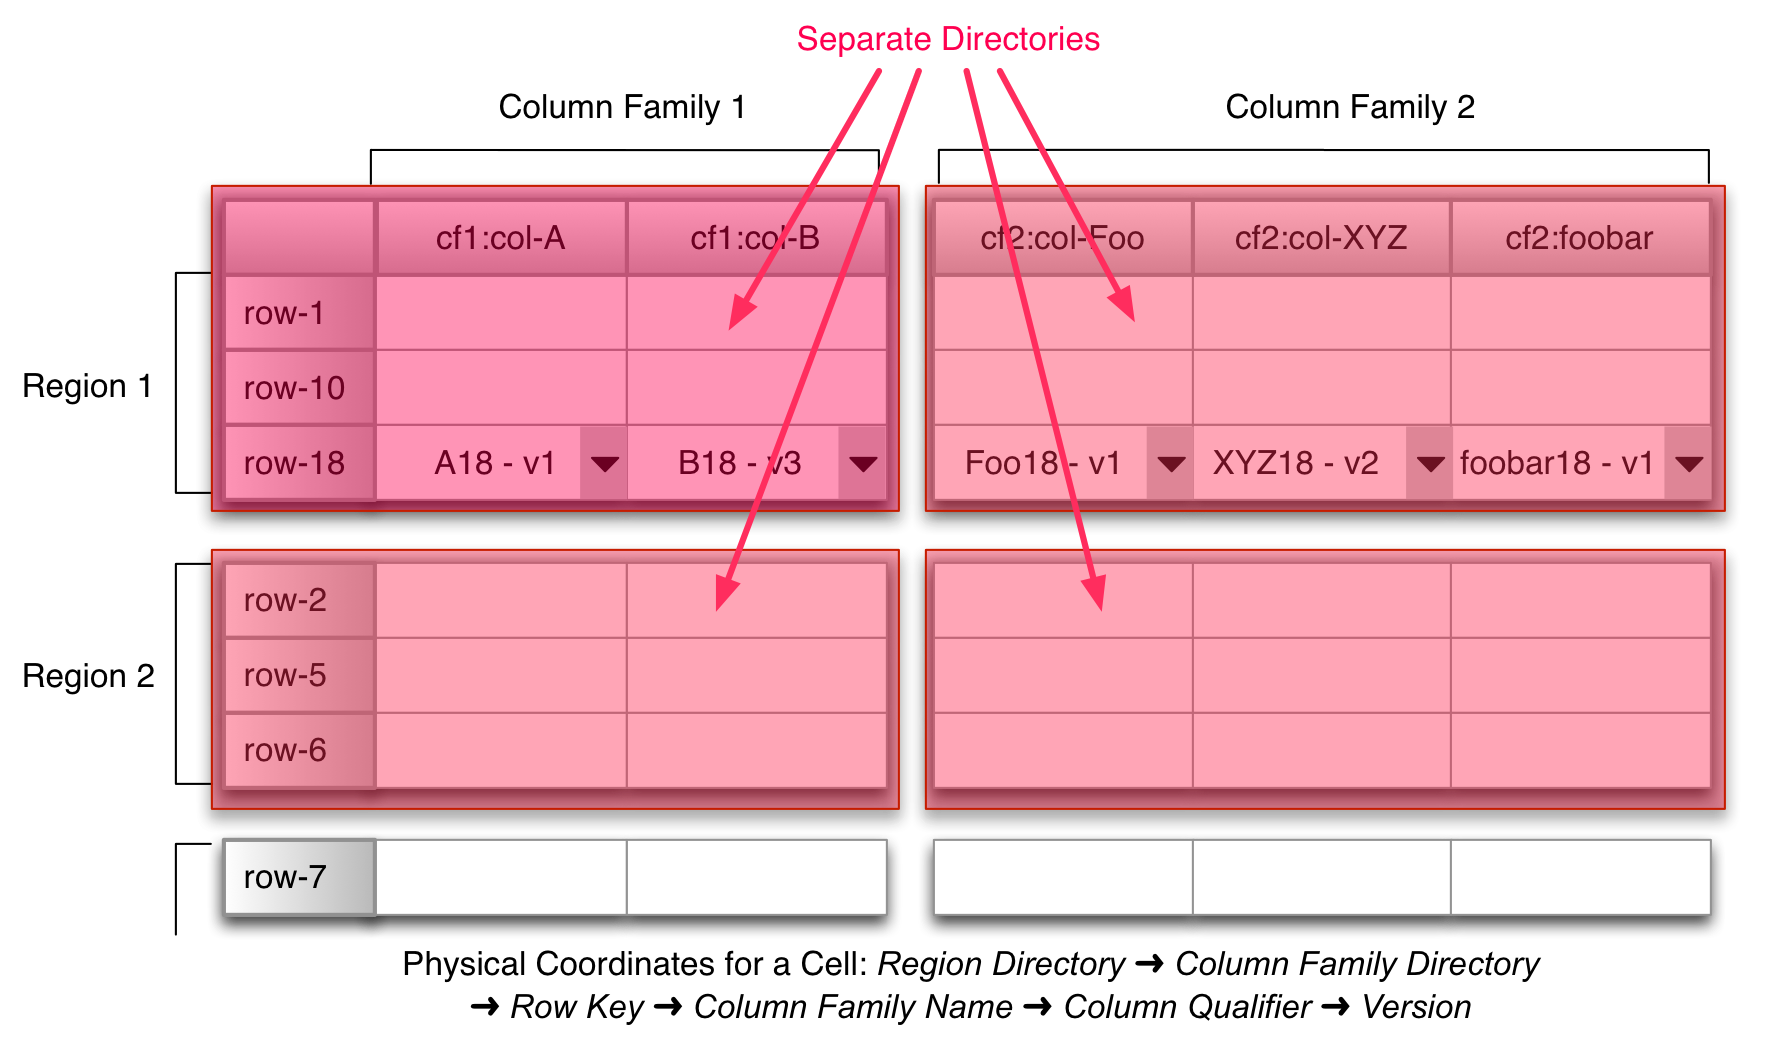 Separate Directories
Column Family 1 Column Family 2
cf1:col-A cf1:col-B cf2:col-Foo cf2:col-XYZ cf2:foobar
row-1
Region 1 row-10
row-18 A18 - v1 B18 - v3 Foo18 - v1 XYZ18 - v2 foobar18 - v1
row-2
Region 2 row-5
row-6
row-7
Physical Coordinates for a Cell: Region Directory ➜ Column Family Directory
➜ Row Key ➜ Column Family Name ➜ Column Qualifier ➜ Version